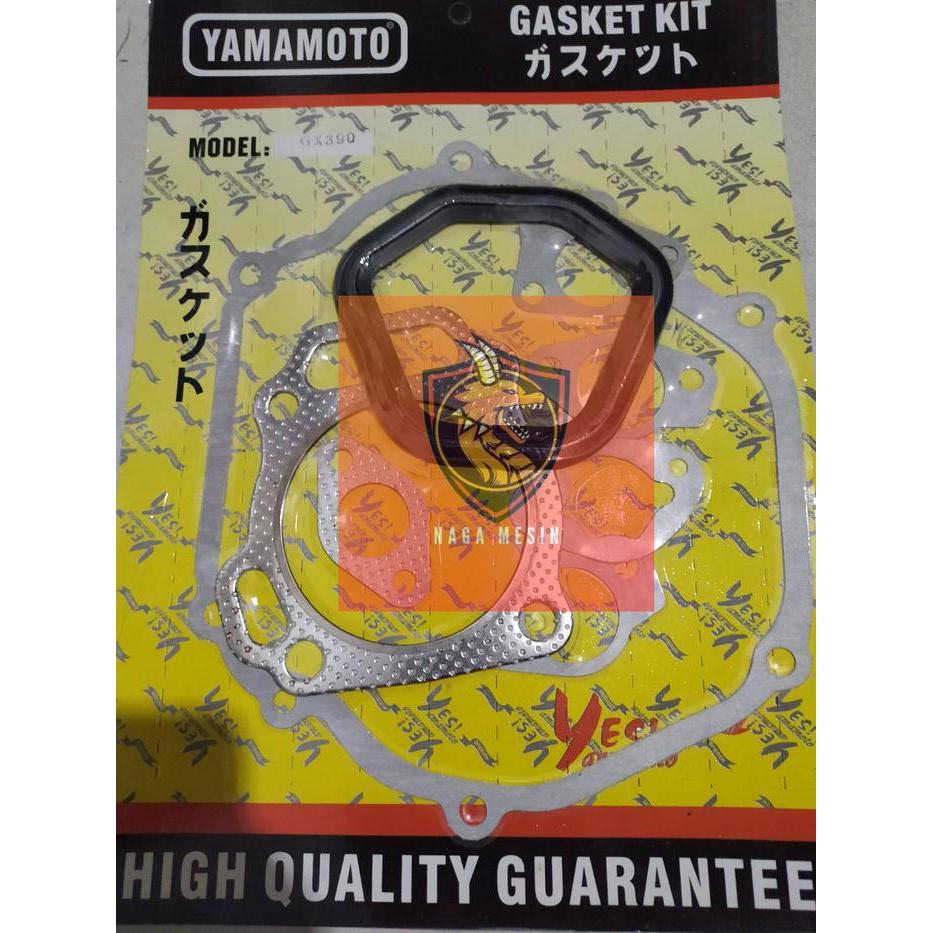 YAMAMOTO
GASKET KIT
ガスケット
MODEL: GX390
ガスケット
NAGA MESIN
YES!
HIGH QUALITY GUARANTEE